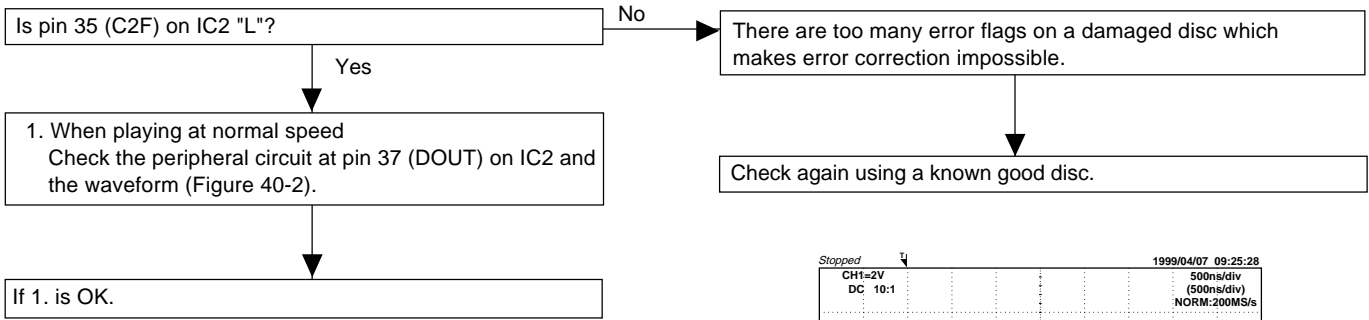 Is pin 35 (C2F) on IC2 "L"?
No
There are too many error flags on a damaged disc which
makes error correction impossible.
Yes
1. When playing at normal speed
Check the peripheral circuit at pin 37 (DOUT) on IC2 and
the waveform (Figure 40-2).
Check again using a known good disc.
If 1. is OK.
Stopped
T
1999/04/07 09:25:28
CH1=2V
500ns/div
DC 10:1
(500ns/div)
NORM:200MS/s